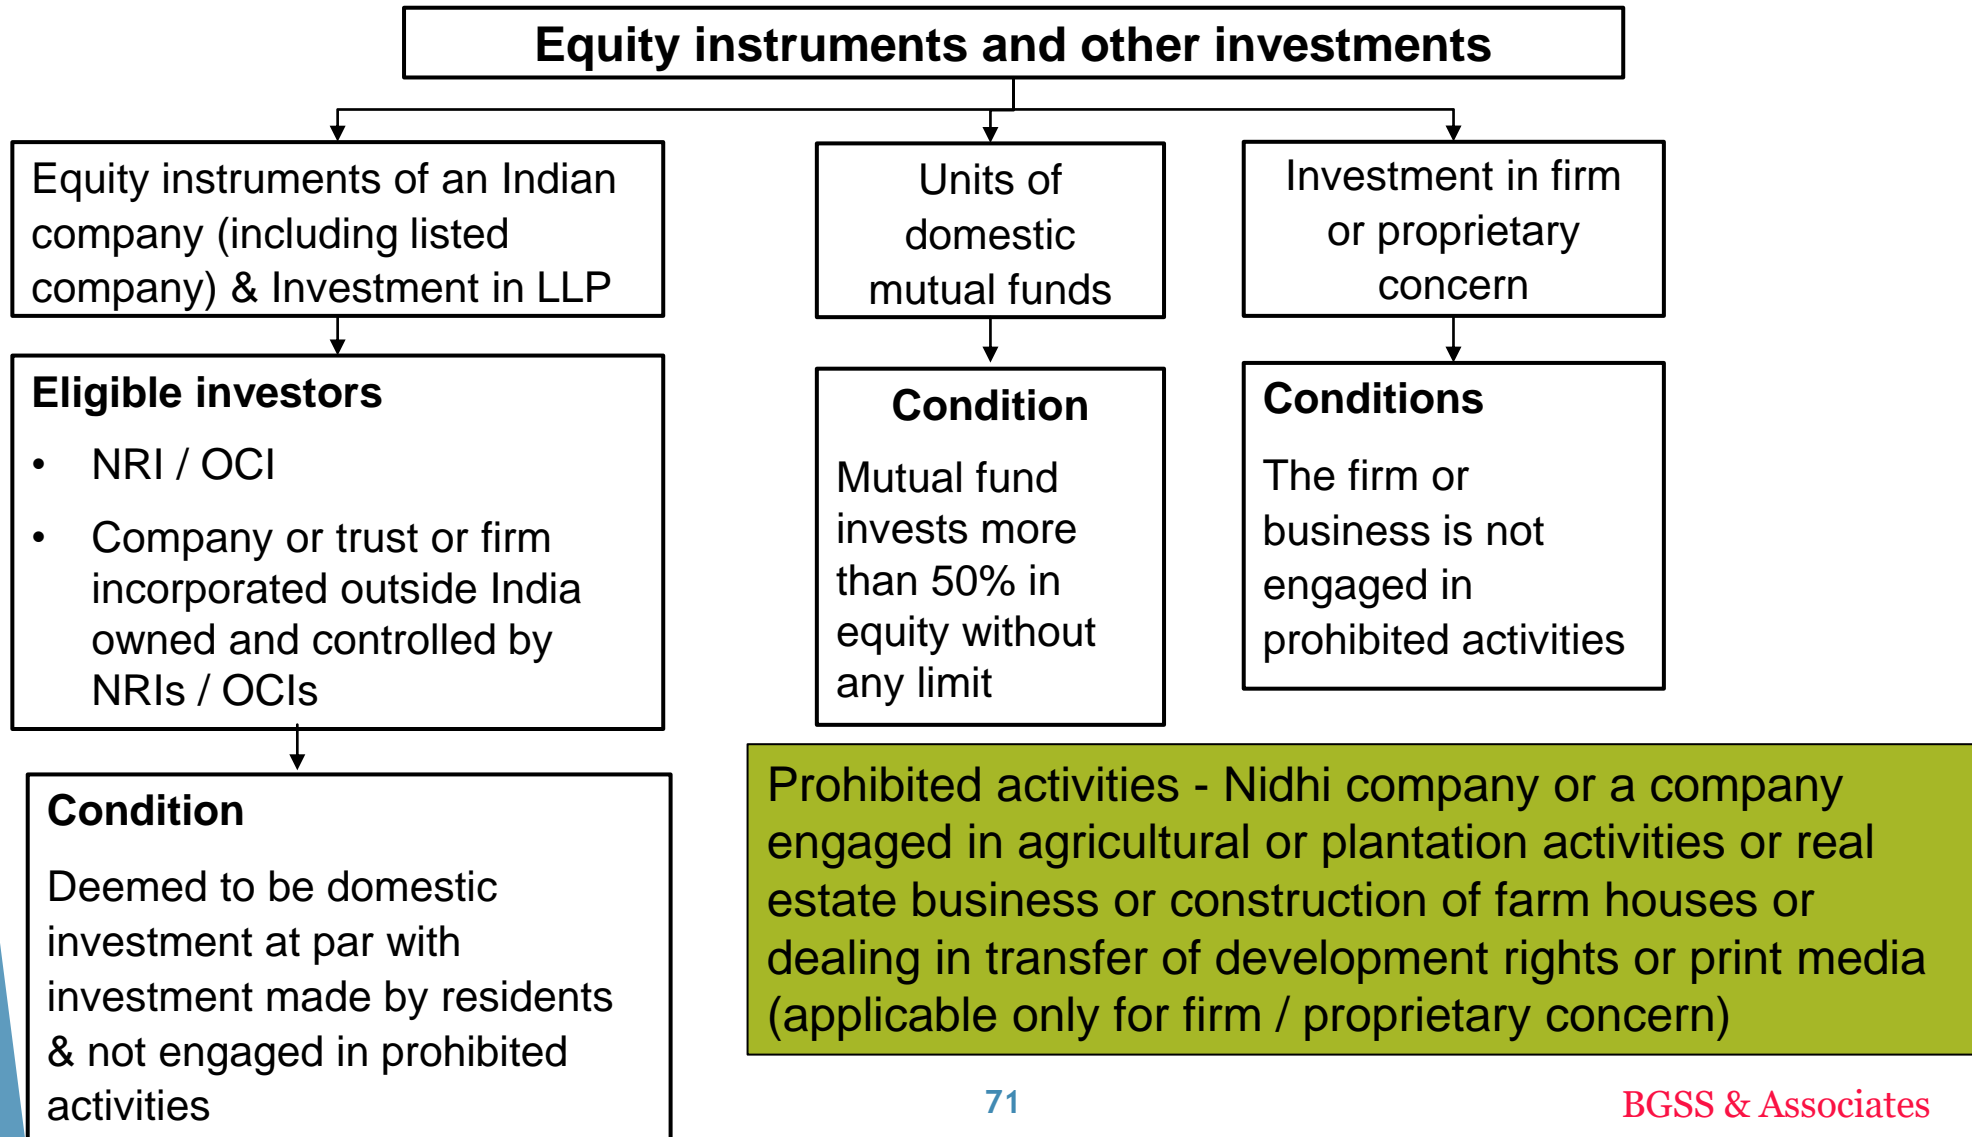 Equity instruments and other investments
Equity instruments of an Indian
company (including listed
company) & Investment in LLP
Units of
domestic
mutual funds
Investment in firm
or proprietary
concern
Eligible investors
• NRI / OCI
• Company or trust or firm
incorporated outside India
owned and controlled by
NRIs / OCIs
Condition
Mutual fund
invests more
than 50% in
equity without
any limit
Conditions
The firm or
business is not
engaged in
prohibited activities
Condition
Deemed to be domestic
investment at par with
investment made by residents
& not engaged in prohibited
activities
Prohibited activities - Nidhi company or a company
engaged in agricultural or plantation activities or real
estate business or construction of farm houses or
dealing in transfer of development rights or print media
(applicable only for firm / proprietary concern)
71
BGSS & Associates